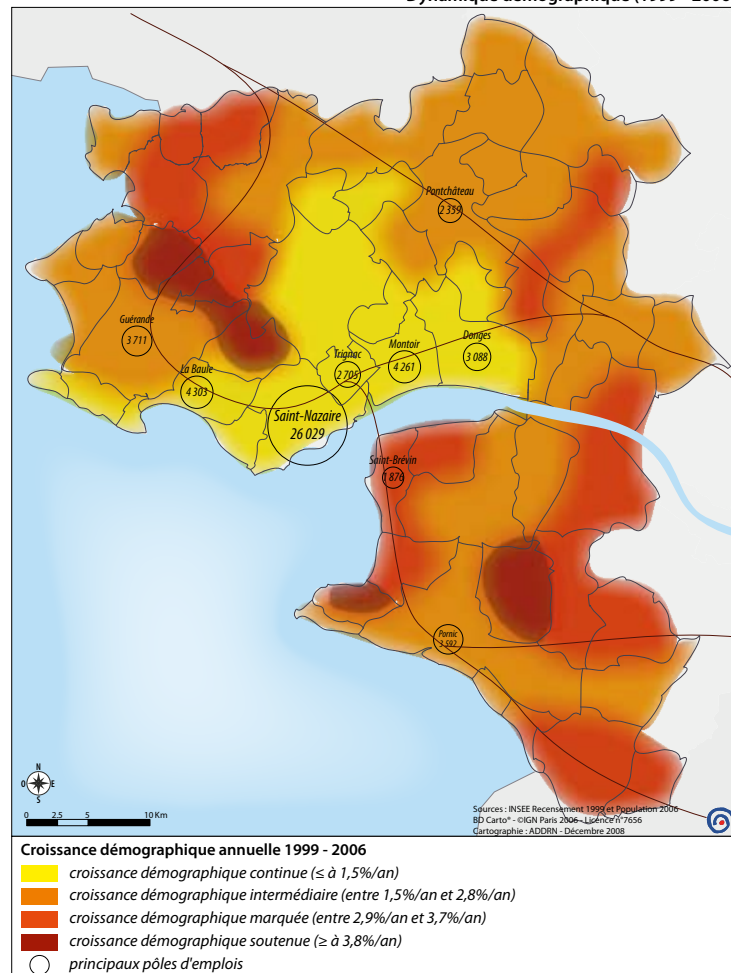 Dynamique démographique (1999 - 2006
Pontchâteau
2 359
Guérande
3 711
La Baule
4 303
Trignac
2 705
Montoir
4 261
Donges
3 088
Saint-Nazaire
26 029
Saint-Brévin
1 876
Pornic
3 592
N
O
E
S
0 2.5 5 10 Km
Sources : INSEE Recensement 1999 et Population 2006
BD Carto® - ©IGN Paris 2006 - Licence n°7656
Cartographie : ADDRN - Décembre 2008
Croissance démographique annuelle 1999 - 2006
croissance démographique continue (≤ à 1,5%/an)
croissance démographique intermédiaire (entre 1,5%/an et 2,8%/an)
croissance démographique marquée (entre 2,9%/an et 3,7%/an)
croissance démographique soutenue (≥ à 3,8%/an)
principaux pôles d'emplois